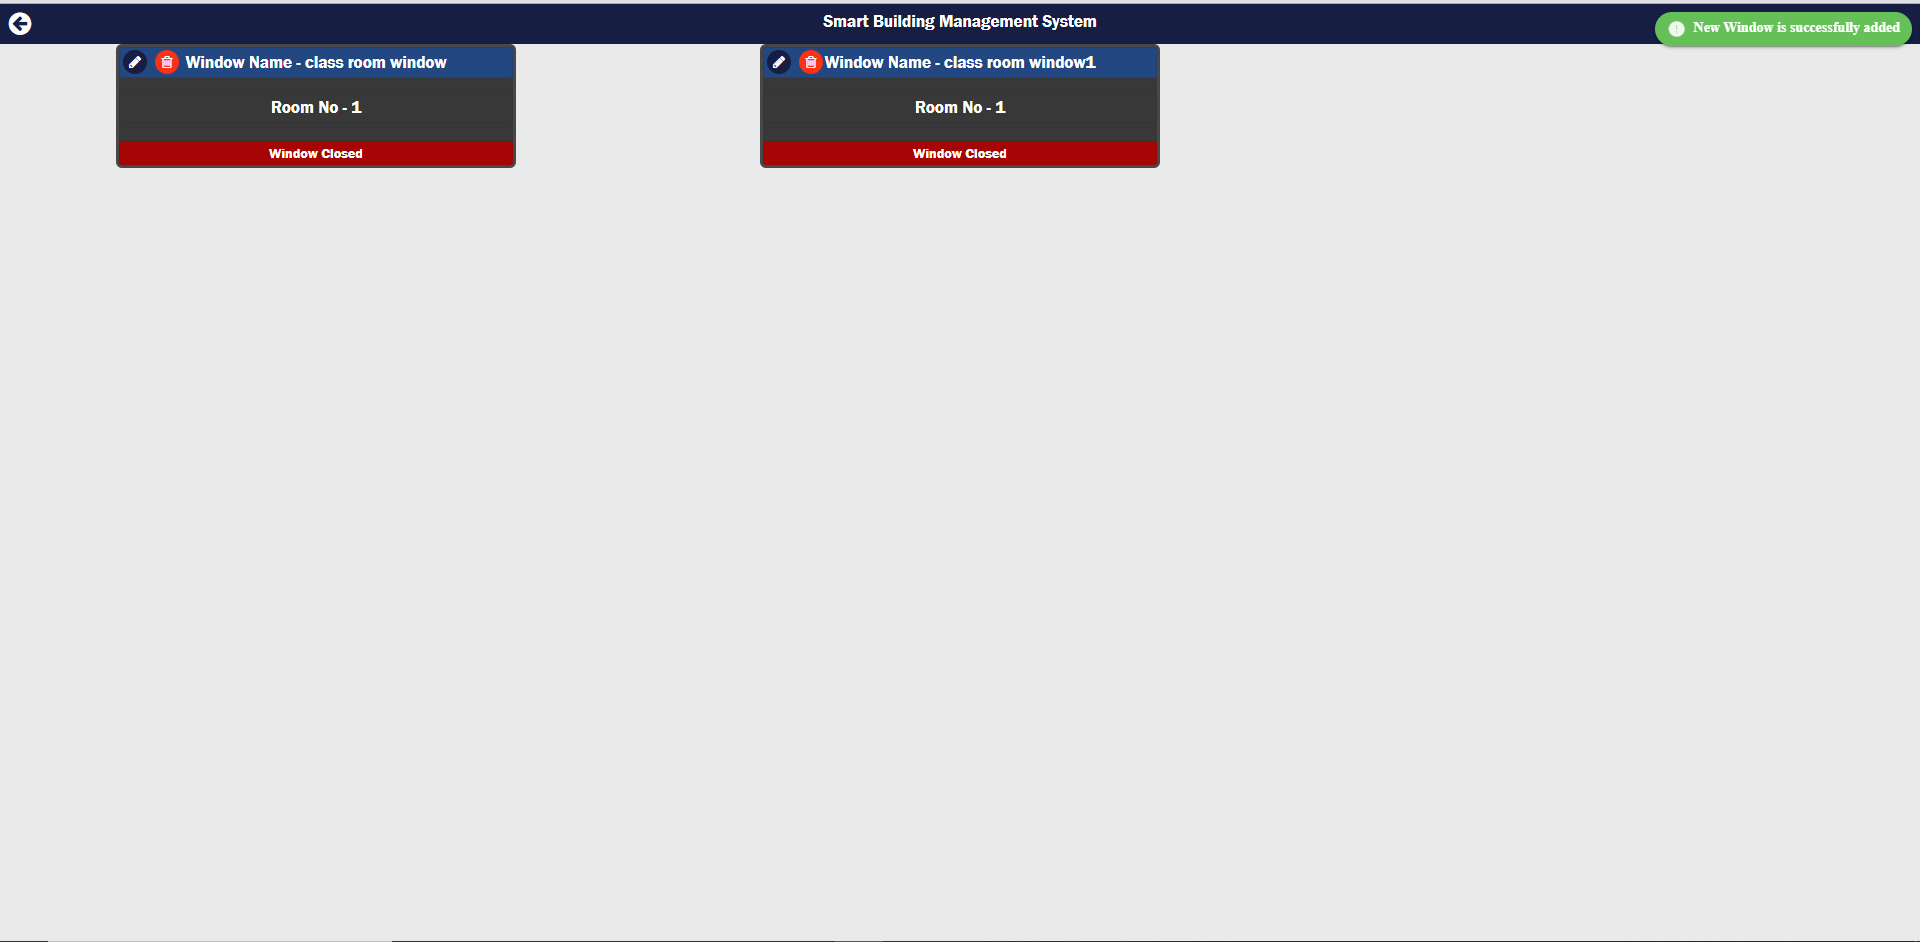 Smart Building Management System
New Window is successfully added
Window Name - class room window
Room No - 1
Window Closed
Window Name - class room window1
Room No - 1
Window Closed